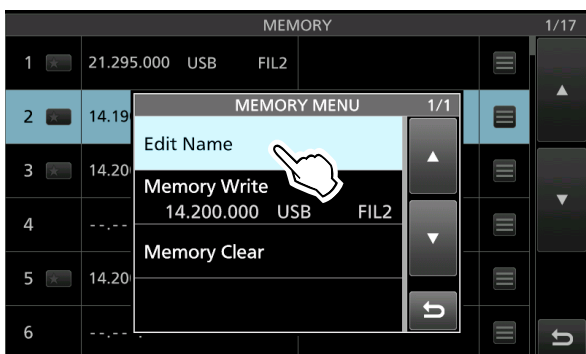 MEMORY 1/17
1 21.295.000 USB FIL2
MEMORY MENU 1/1
2 14.19
Edit Name
3 14.20
Memory Write
14.200.000 USB FIL2
4 --.--
Memory Clear
5 14.20
6 --.--